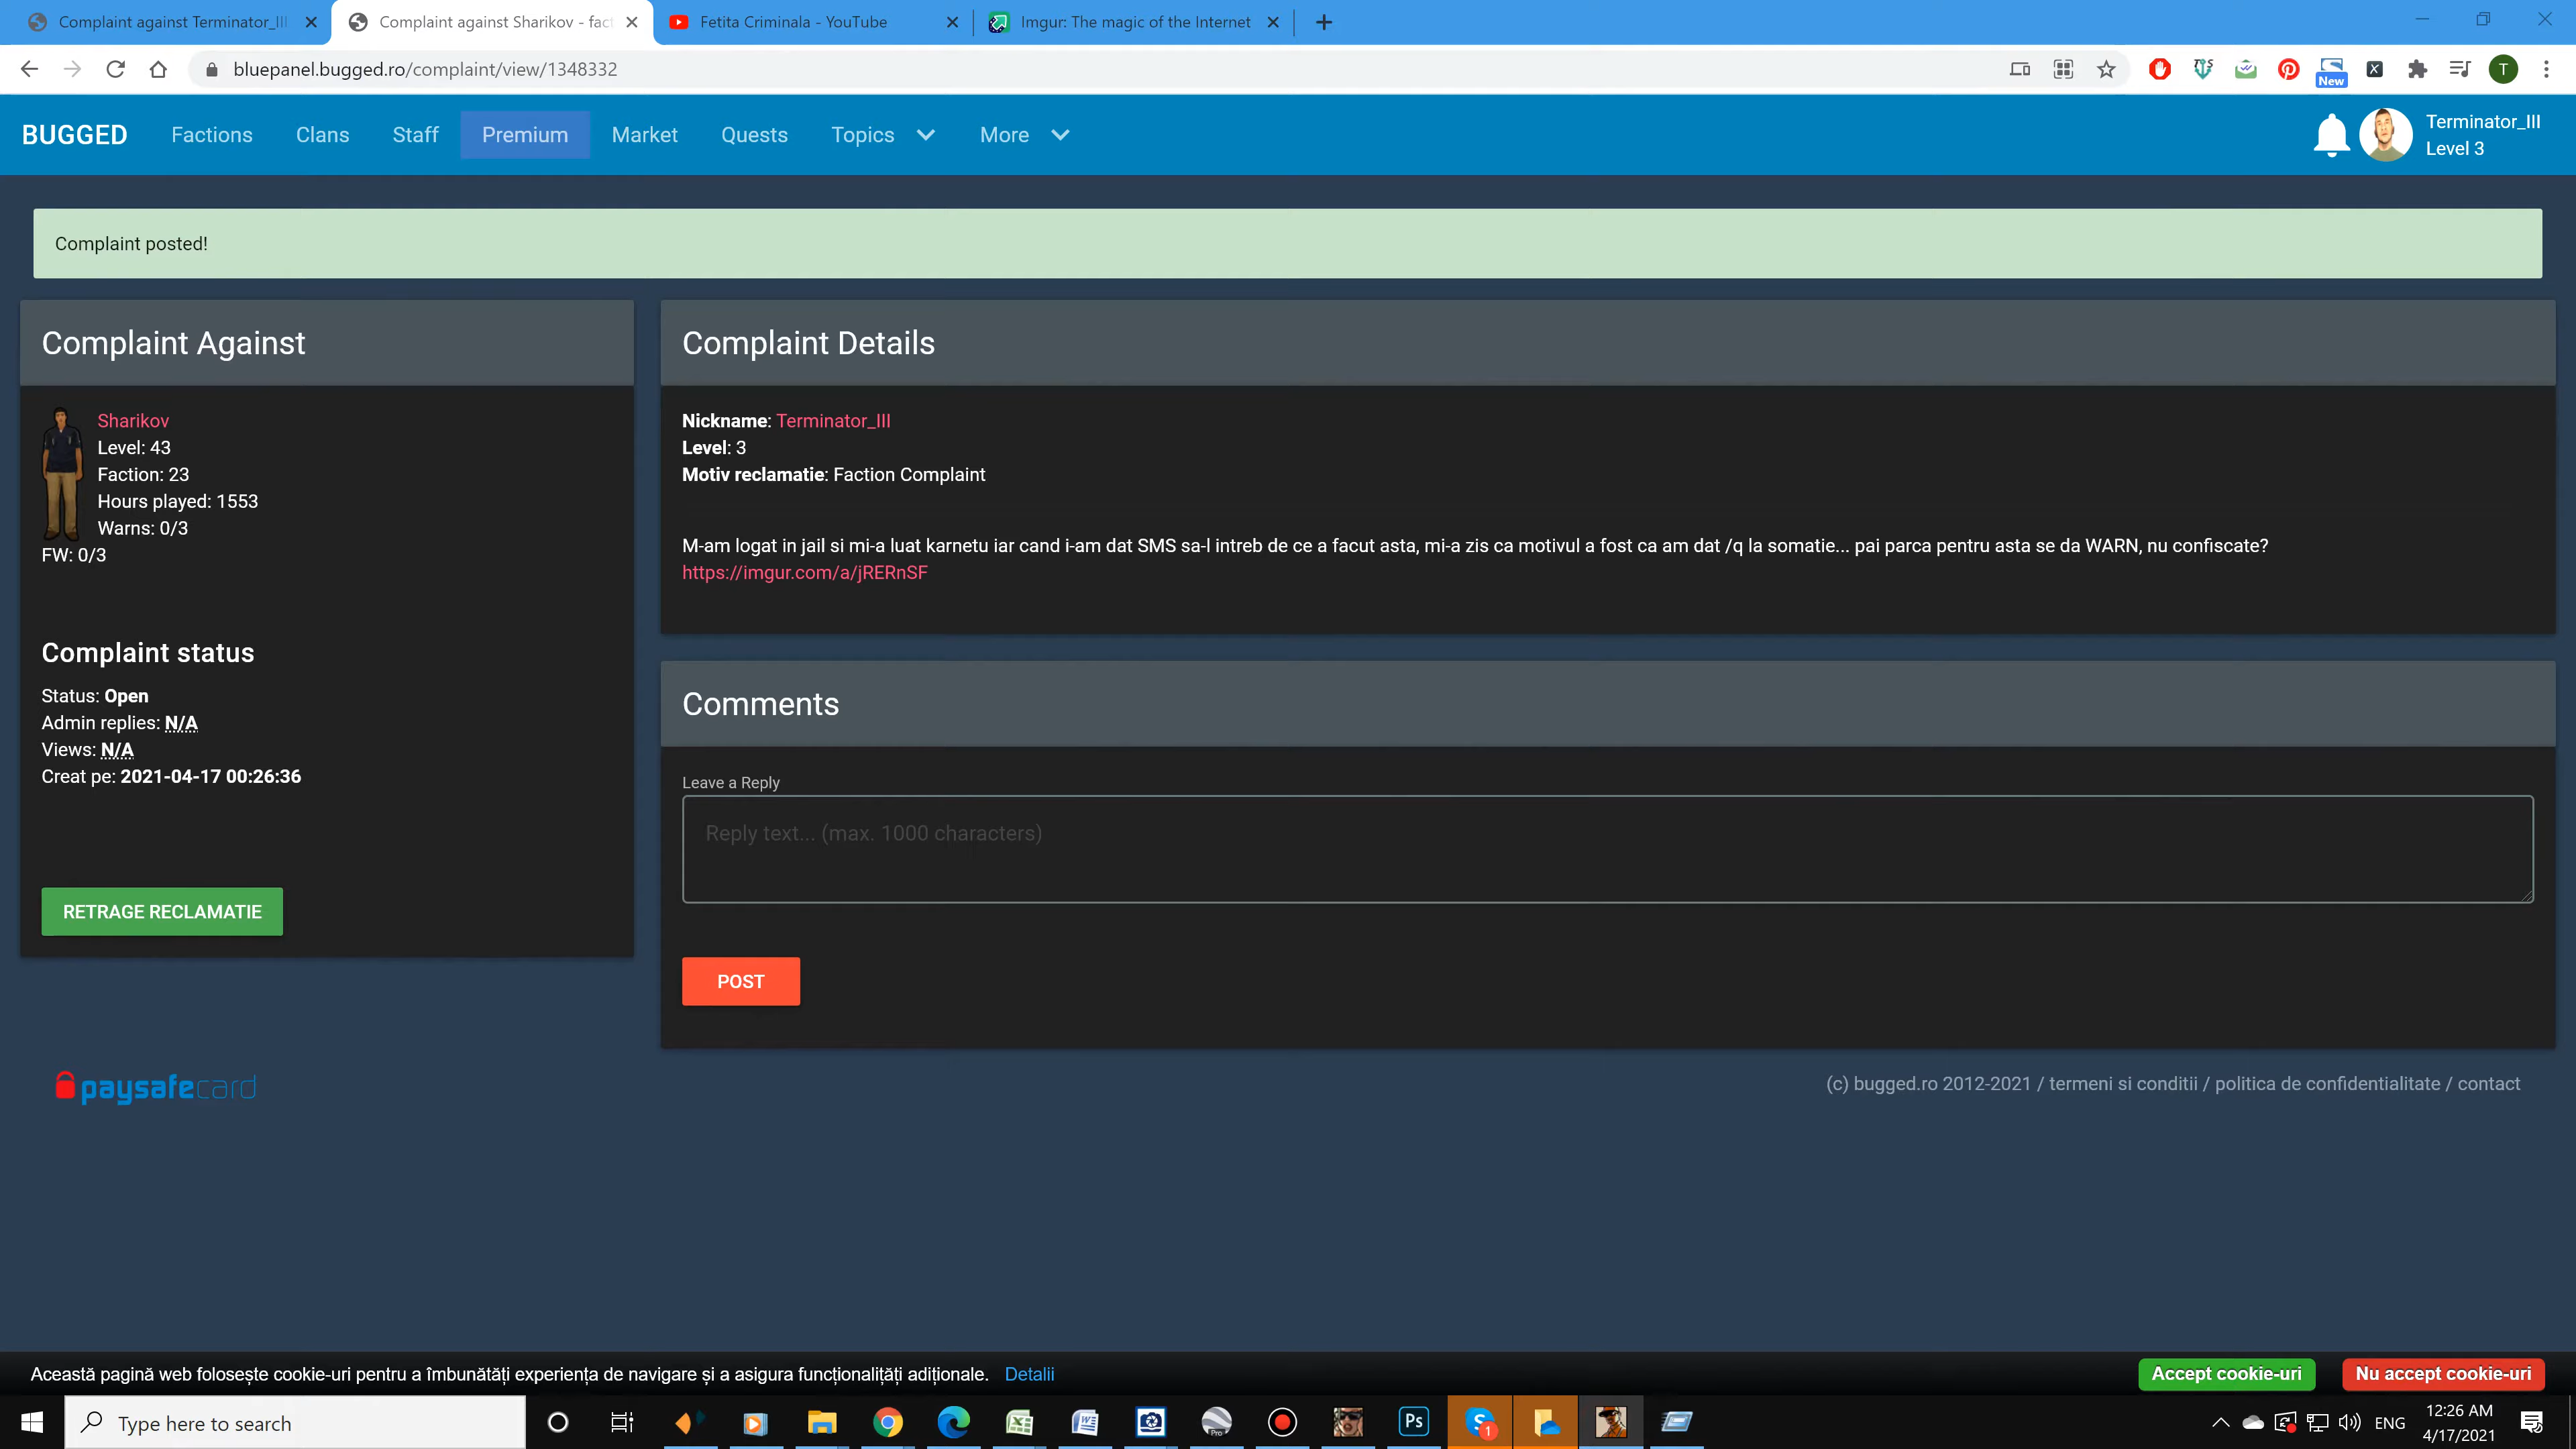 Complaint against Terminator_III
Complaint against Sharikov - fact
Fetita Criminala - YouTube
Imgur: The magic of the Internet
bluepanel.bugged.ro/complaint/view/1348332
New
T
BUGGED
Factions
Clans
Staff
Premium
Market
Quests
Topics
More
Terminator_III
Level 3
Complaint posted!
Complaint Against
Sharikov
Level: 43
Faction: 23
Hours played: 1553
Warns: 0/3
FW: 0/3
Complaint status
Status: Open
Admin replies: N/A
Views: N/A
Creat pe: 2021-04-17 00:26:36
RETRAGE RECLAMATIE
Complaint Details
Nickname: Terminator_III
Level: 3
Motiv reclamatie: Faction Complaint
M-am logat in jail si mi-a luat karnetu iar cand i-am dat SMS sa-l intreb de ce a facut asta, mi-a zis ca motivul a fost ca am dat /q la somatie... pai parca pentru asta se da WARN, nu confiscate?
https://imgur.com/a/jRERnSF
Comments
Leave a Reply
Reply text... (max. 1000 characters)
POST
paysafecard
(c) bugged.ro 2012-2021 / termeni si conditii / politica de confidentialitate / contact
Această pagină web folosește cookie-uri pentru a îmbunătăți experiența de navigare și a asigura funcționalități adiționale. Detalii
Accept cookie-uri
Nu accept cookie-uri
Type here to search
Pro
Ps
1
ENG
12:26 AM
4/17/2021